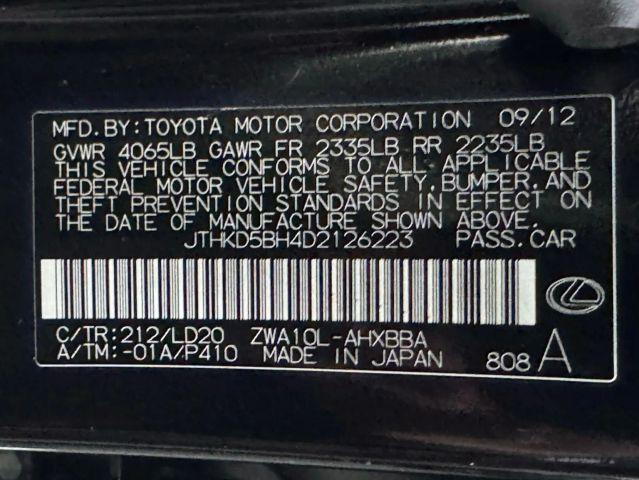 MFD. BY: TOYOTA MOTOR CORPORATION 09/12
GVWR 4065LB GAWR FR 2335LB RR 2235LB
THIS VEHICLE CONFORMS TO ALL APPLICABLE
FEDERAL MOTOR VEHICLE SAFETY, BUMPER, AND
THEFT PREVENTION STANDARDS IN EFFECT ON
THE DATE OF MANUFACTURE SHOWN ABOVE.
JTHKD5BH4D2126223 PASS. CAR
C/TR: 212/LD20 ZWA10L-AHXBBA
A/TM: -01A/P410 MADE IN JAPAN 808 A